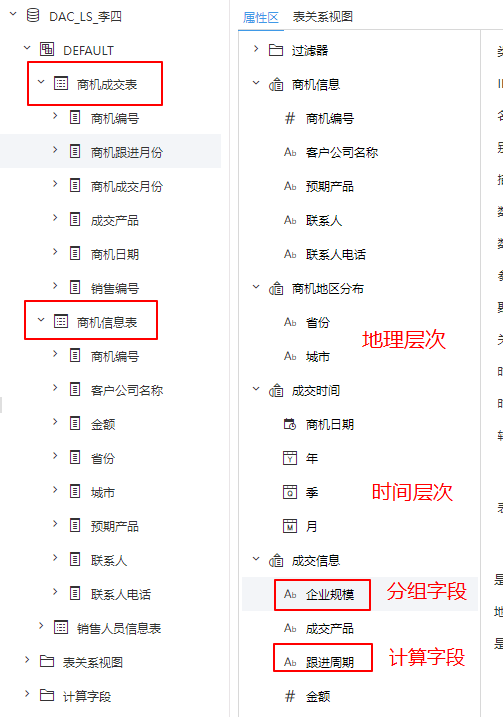 DAC_LS_李四
DEFAULT
商机成交表
商机编号
商机跟进月份
商机成交月份
成交产品
商机日期
销售编号
商机信息表
商机编号
客户公司名称
金额
省份
城市
预期产品
联系人
联系人电话
销售人员信息表
表关系视图
计算字段
属性区 表关系视图
过滤器
商机信息
# 商机编号
Ab 客户公司名称
Ab 预期产品
Ab 联系人
Ab 联系人电话
商机地区分布
Ab 省份
地理层次
Ab 城市
成交时间
商机日期
Y 年
Q 季
时间层次
M 月
成交信息
Ab 企业规模 分组字段
Ab 成交产品
Ab 跟进周期 计算字段
# 金额